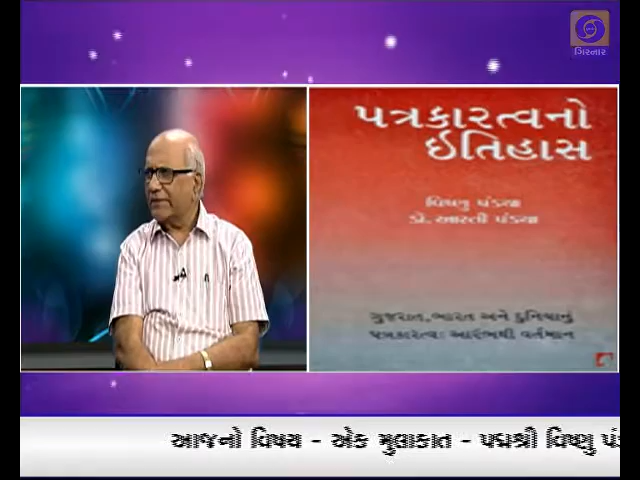 ગિરનાર
પત્રકારત્વનો
ઇતિહાસ
વિષ્ણુ પંડ્યા
ડૉ. આરતી પંડ્યા
ગુજરાત, ભારત અને દુનિયાનું
પત્રકારત્વ: આરંભથી વર્તમાન
આજનો વિષય - એક મુલાકાત - પદ્મશ્રી વિષ્ણુ પં